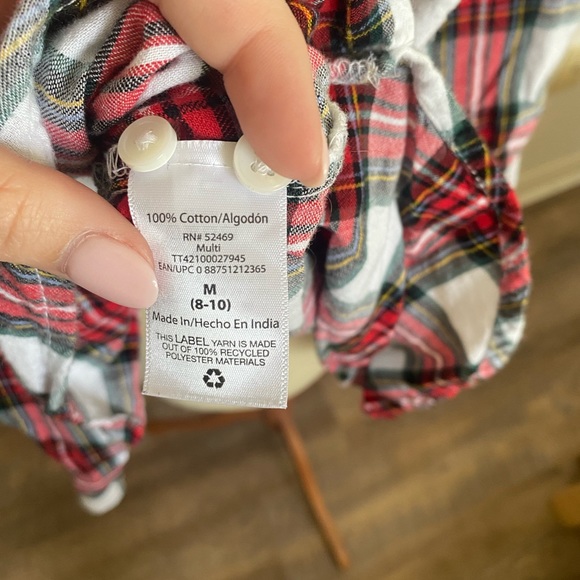 100% Cotton/Algodón
RN# 52469
Multi
TT42100027945
EAN/UPC 0 88751212365
M
(8-10)
Made In/Hecho En India
THIS LABEL YARN IS MADE
OUT OF 100% RECYCLED
POLYESTER MATERIALS